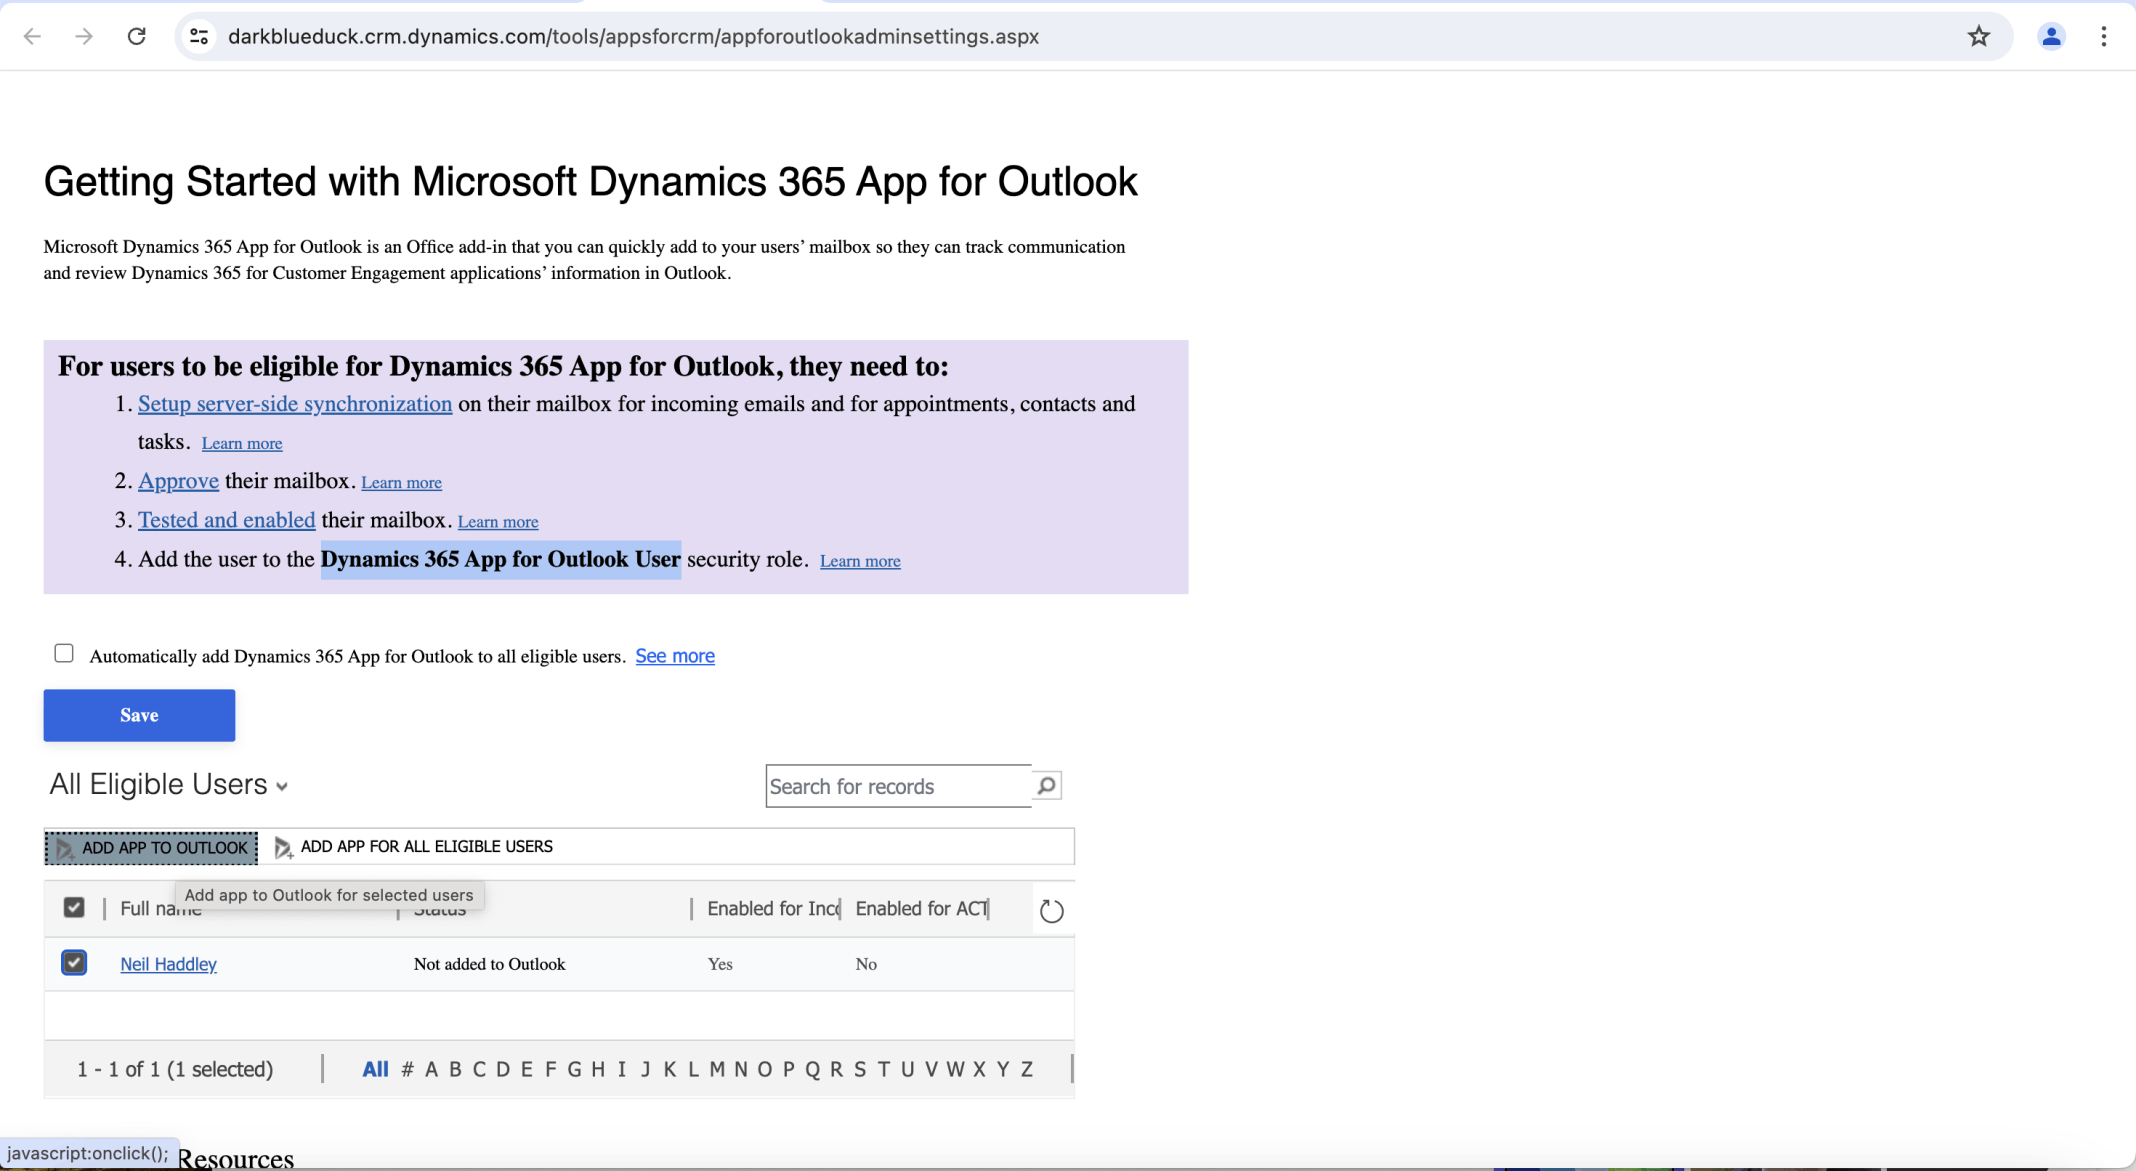 darkblueduck.crm.dynamics.com/tools/appsforcrm/appforoutlookadminsettings.aspx
Getting Started with Microsoft Dynamics 365 App for Outlook
Microsoft Dynamics 365 App for Outlook is an Office add-in that you can quickly add to your users’ mailbox so they can track communication
and review Dynamics 365 for Customer Engagement applications’ information in Outlook.
For users to be eligible for Dynamics 365 App for Outlook, they need to:
1. Setup server-side synchronization on their mailbox for incoming emails and for appointments, contacts and
tasks. Learn more
2. Approve their mailbox. Learn more
3. Tested and enabled their mailbox. Learn more
4. Add the user to the Dynamics 365 App for Outlook User security role. Learn more
Automatically add Dynamics 365 App for Outlook to all eligible users. See more
Save
All Eligible Users
Search for records
ADD APP TO OUTLOOK ADD APP FOR ALL ELIGIBLE USERS
Add app to Outlook for selected users
Full name Status Enabled for Inc Enabled for ACT
Neil Haddley Not added to Outlook Yes No
1 - 1 of 1 (1 selected) All # A B C D E F G H I J K L M N O P Q R S T U V W X Y Z
javascript:onclick(); Resources